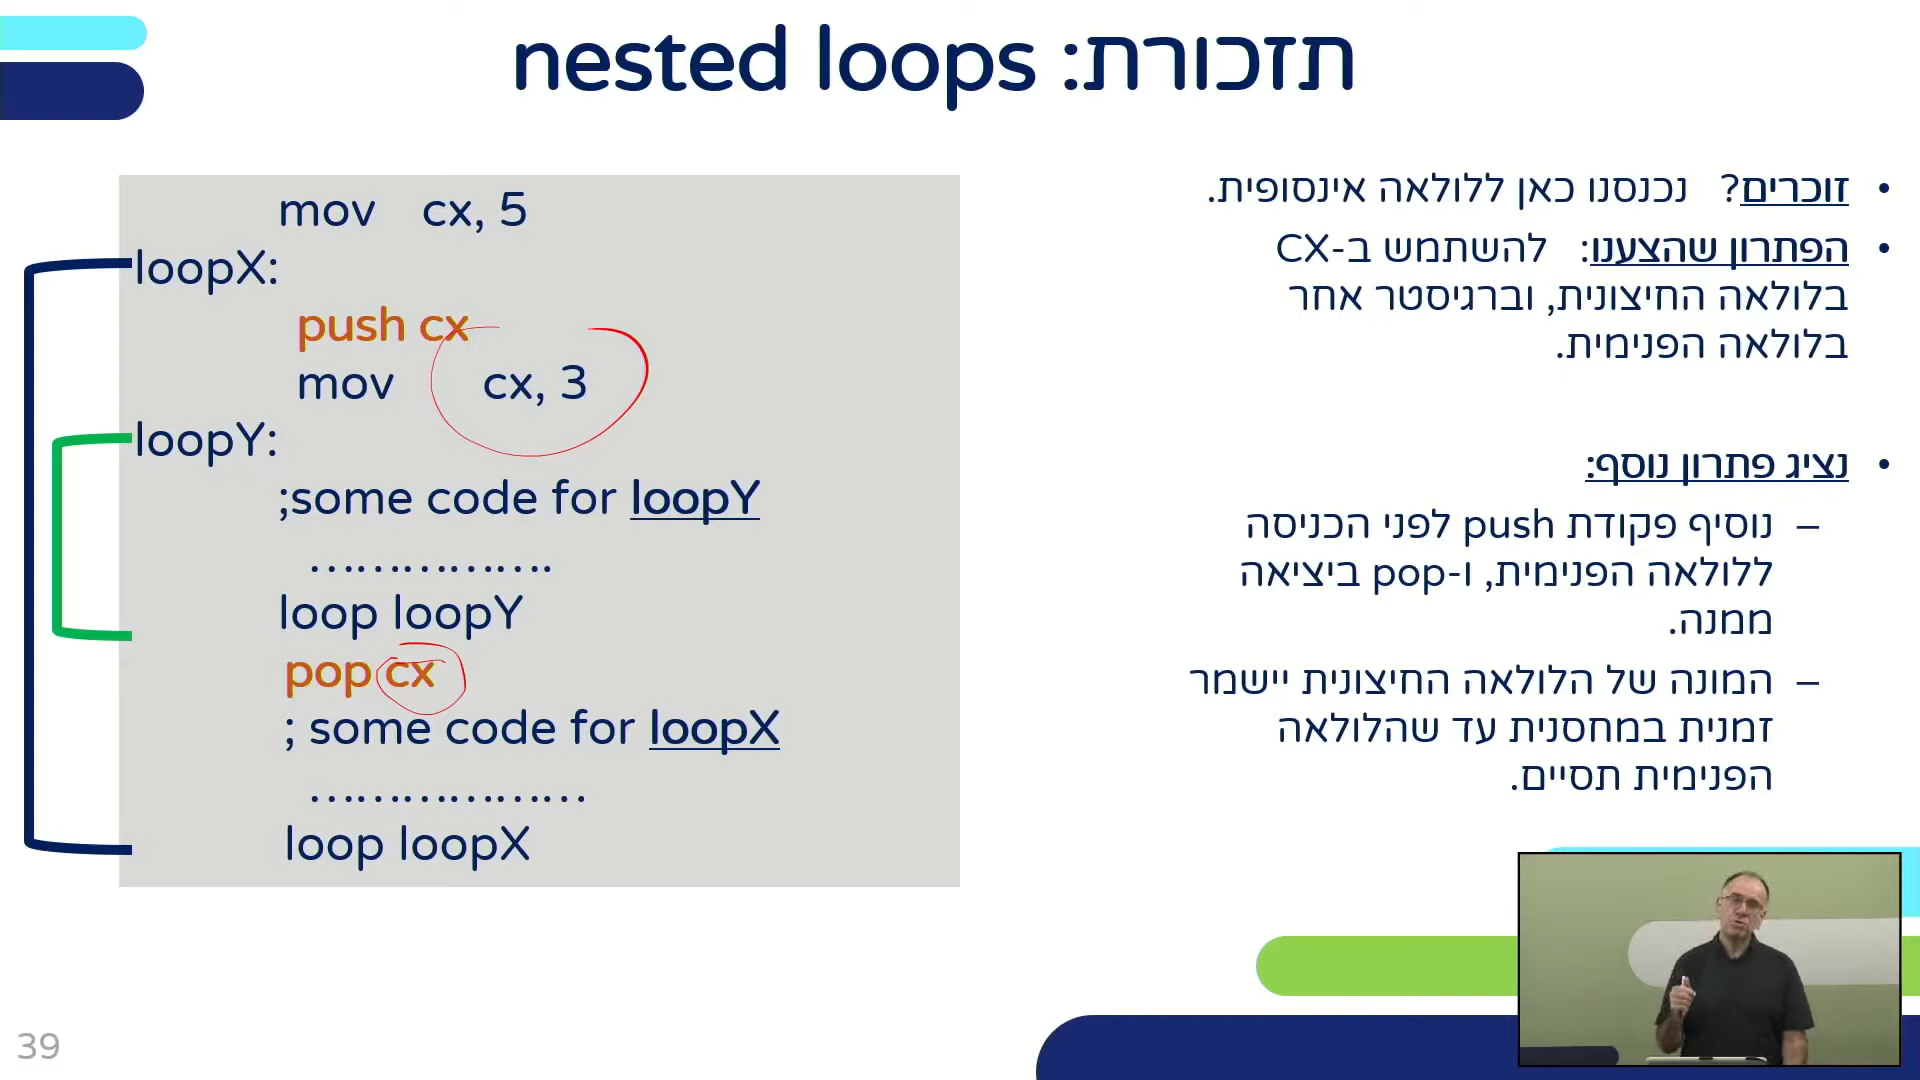 תזכורת: nested loops
mov cx, 5
loopX:
push cx
mov cx, 3
loopY:
;some code for loopY
................
loop loopY
pop cx
; some code for loopX
..................
loop loopX
• זוכרים? נכנסנו כאן ללולאה אינסופית.
• הפתרון שהצענו: להשתמש ב-CX
בלולאה החיצונית, וברגיסטר אחר
בלולאה הפנימית.
• נציג פתרון נוסף:
– נוסיף פקודת push לפני הכניסה
ללולאה הפנימית, ו-pop ביציאה
ממנה.
– המונה של הלולאה החיצונית יישמר
זמנית במחסנית עד שהלולאה
הפנימית תסיים.
39